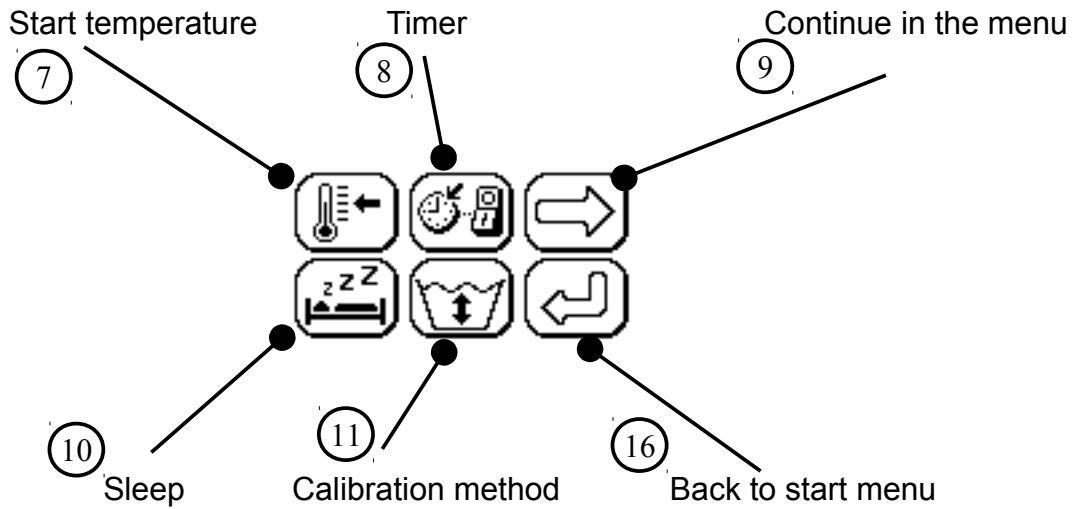 Start temperature
Timer
Continue in the menu
7
8
9
z z Z
10
11
16
Sleep
Calibration method
Back to start menu